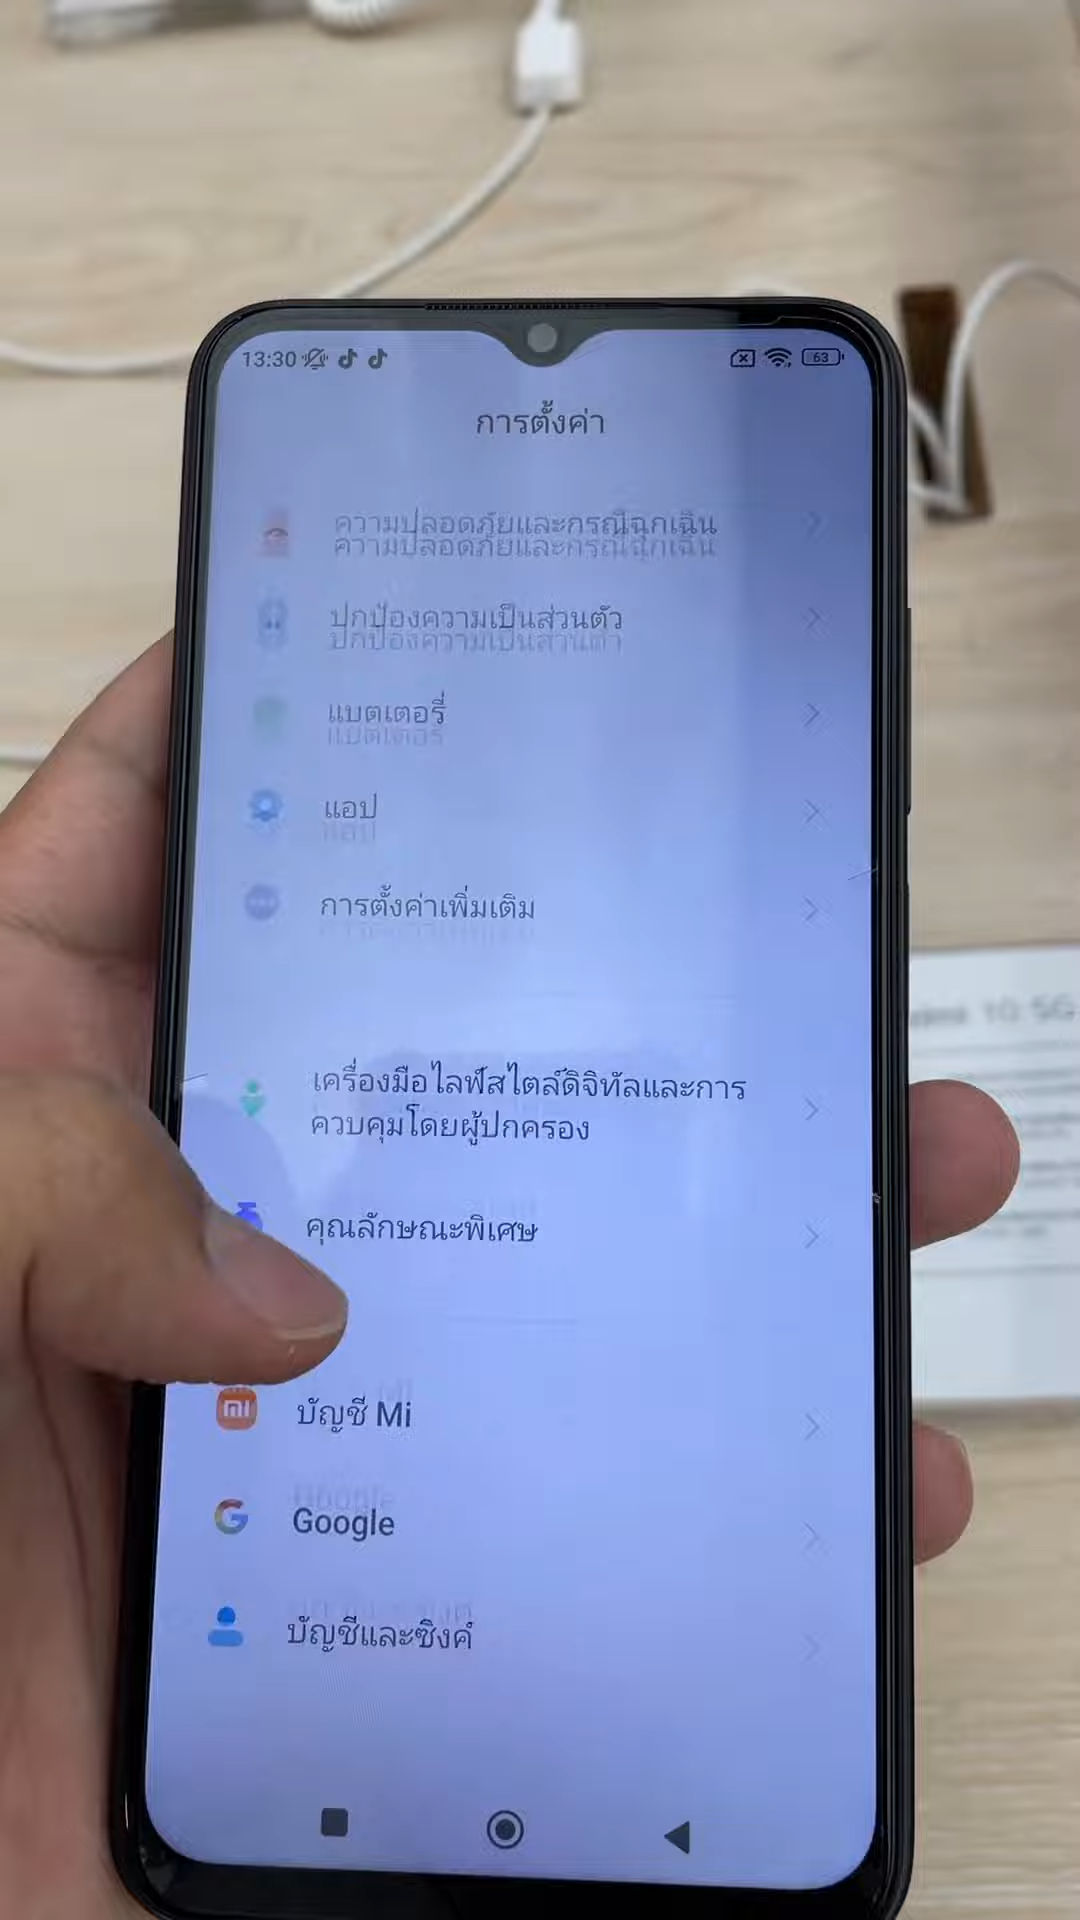 13:30
63
การตั้งค่า
ความปลอดภัยและกรณีฉุกเฉิน
ปกป้องความเป็นส่วนตัว
แบตเตอรี่
แอป
การตั้งค่าเพิ่มเติม
เครื่องมือไลฟ์สไตล์ดิจิทัลและการ
ควบคุมโดยผู้ปกครอง
คุณลักษณะพิเศษ
บัญชี Mi
Google
บัญชีและซิงค์
10 5G